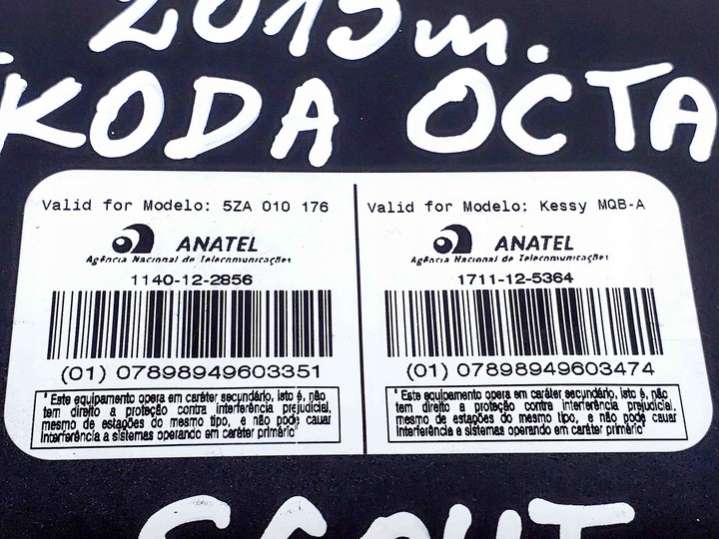 2015m.
KODA OCTA
Valid for Modelo: 5ZA 010 176
ANATEL
Agência Nacional de Telecomunicações
1140-12-2856
(01) 07898949603351
"Este equipamento opera em caráter secundário, isto é, não
tem direito a proteção contra interferência prejudicial,
mesmo de estações do mesmo tipo, e não pode cauar
interferência a sistemas operando em caráter primário"
Valid for Modelo: Kessy MQB-A
ANATEL
Agência Nacional de Telecomunicações
1711-12-5364
(01) 07898949603474
"Este equipamento opera em caráter secundário, isto é, não
tem direito a proteção contra interferência prejudicial,
mesmo de estações do mesmo tipo, e não pode cauar
interferência a sistemas operando em caráter primário"
SCOUT